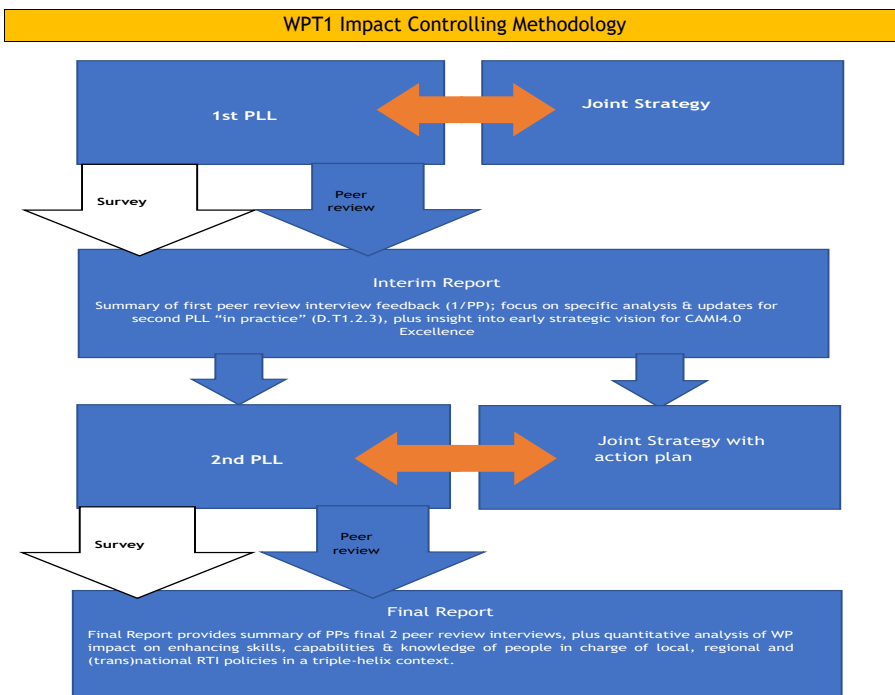 WPT1 Impact Controlling Methodology
1st PLL
Joint Strategy
Survey
Peer
review
Interim Report
Summary of first peer review interview feedback (1/PP); focus on specific analysis & updates for
second PLL “in practice” (D.T1.2.3), plus insight into early strategic vision for CAMI4.0
Excellence
2nd PLL
Joint Strategy with
action plan
Survey
Peer
review
Final Report
Final Report provides summary of PPs final 2 peer review interviews, plus quantitative analysis of WP
impact on enhancing skills, capabilities & knowledge of people in charge of local, regional and
(trans)national RTI policies in a triple-helix context.